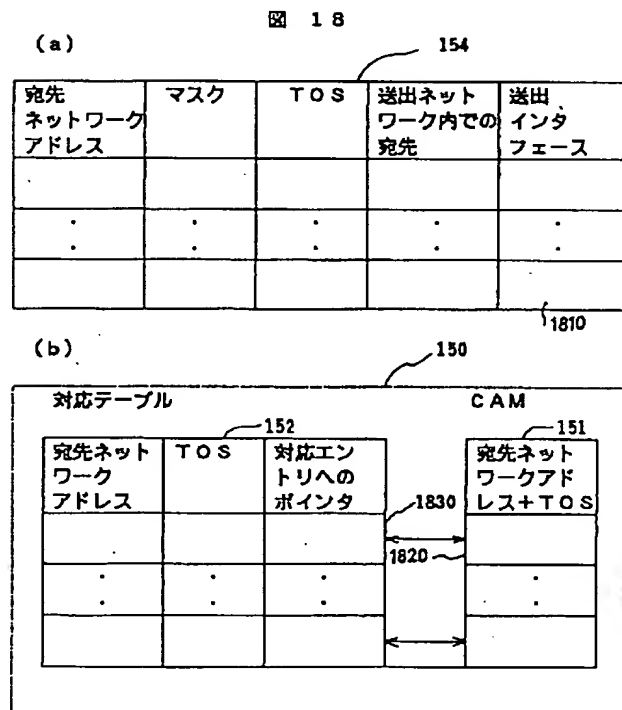 図 18
(a)
154
宛先
ネットワーク
アドレス
マスク
TOS
送出ネット
ワーク内での
宛先
送出
インタ
フェース
1810
(b)
150
対応テーブル
CAM
152
151
宛先ネット
ワーク
アドレス
TOS
対応エン
トリへの
ポインタ
宛先ネット
ワークアド
レス+TOS
1830
1820